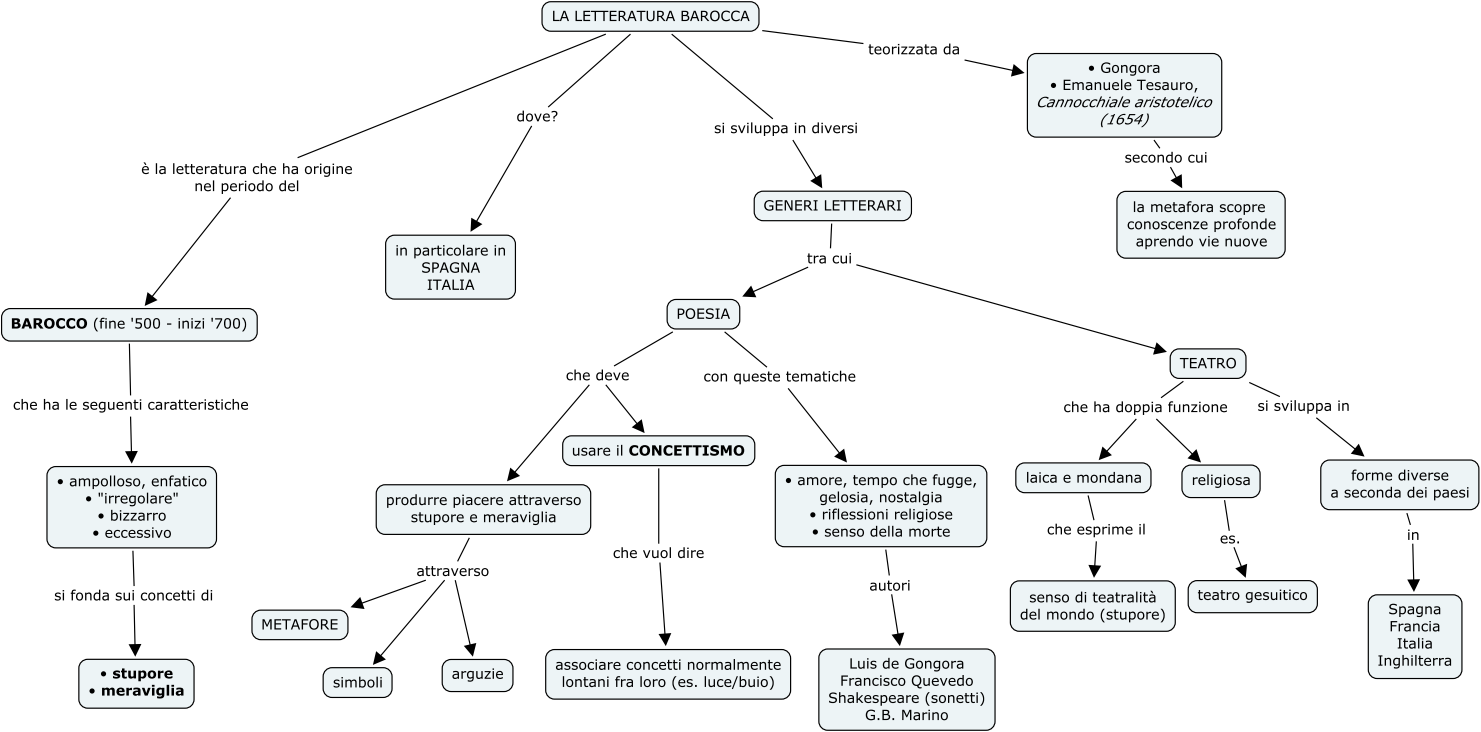 LA LETTERATURA BAROCCA
teorizzata da
• Gongora
• Emanuele Tesauro,
Cannocchiale aristotelico
(1654)
secondo cui
la metafora scopre
conoscenze profonde
aprendo vie nuove
dove?
in particolare in
SPAGNA
ITALIA
è la letteratura che ha origine
nel periodo del
BAROCCO (fine '500 - inizi '700)
che ha le seguenti caratteristiche
• ampolloso, enfatico
• "irregolare"
• bizzarro
• eccessivo
si fonda sui concetti di
• stupore
• meraviglia
si sviluppa in diversi
GENERI LETTERARI
tra cui
POESIA
che deve
produrre piacere attraverso
stupore e meraviglia
attraverso
METAFORE
simboli
arguzie
usare il CONCETTISMO
che vuol dire
associare concetti normalmente
lontani fra loro (es. luce/buio)
con queste tematiche
• amore, tempo che fugge,
gelosia, nostalgia
• riflessioni religiose
• senso della morte
autori
Luis de Gongora
Francisco Quevedo
Shakespeare (sonetti)
G.B. Marino
TEATRO
che ha doppia funzione
laica e mondana
che esprime il
senso di teatralità
del mondo (stupore)
religiosa
es.
teatro gesuitico
si sviluppa in
forme diverse
a seconda dei paesi
in
Spagna
Francia
Italia
Inghilterra